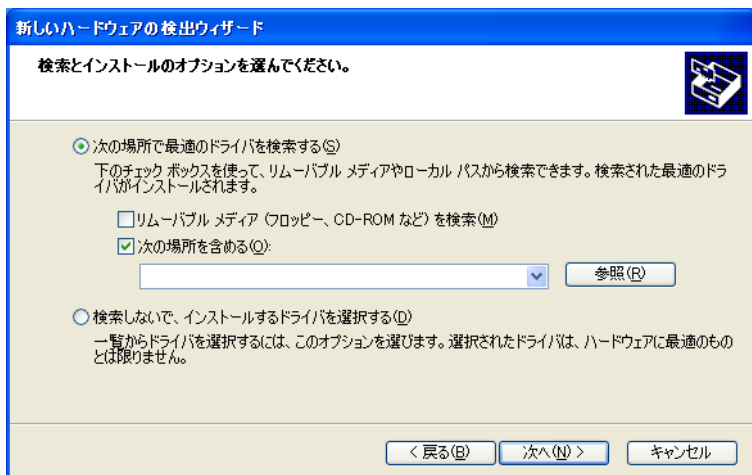 新しいハードウェアの検出ウィザード
検索とインストールのオプションを選んでください。
次の場所で最適のドライバを検索する(S)
下のチェック ボックスを使って、リムーバブル メディアやローカル パスから検索できます。検索された最適のドラ
イバがインストールされます。
リムーバブル メディア (フロッピー、CD-ROM など) を検索(M)
次の場所を含める(O):
参照(R)
検索しないで、インストールするドライバを選択する(D)
一覧からドライバを選択するには、このオプションを選びます。選択されたドライバは、ハードウェアに最適のもの
とは限りません。
< 戻る(B) 次へ(N) > キャンセル